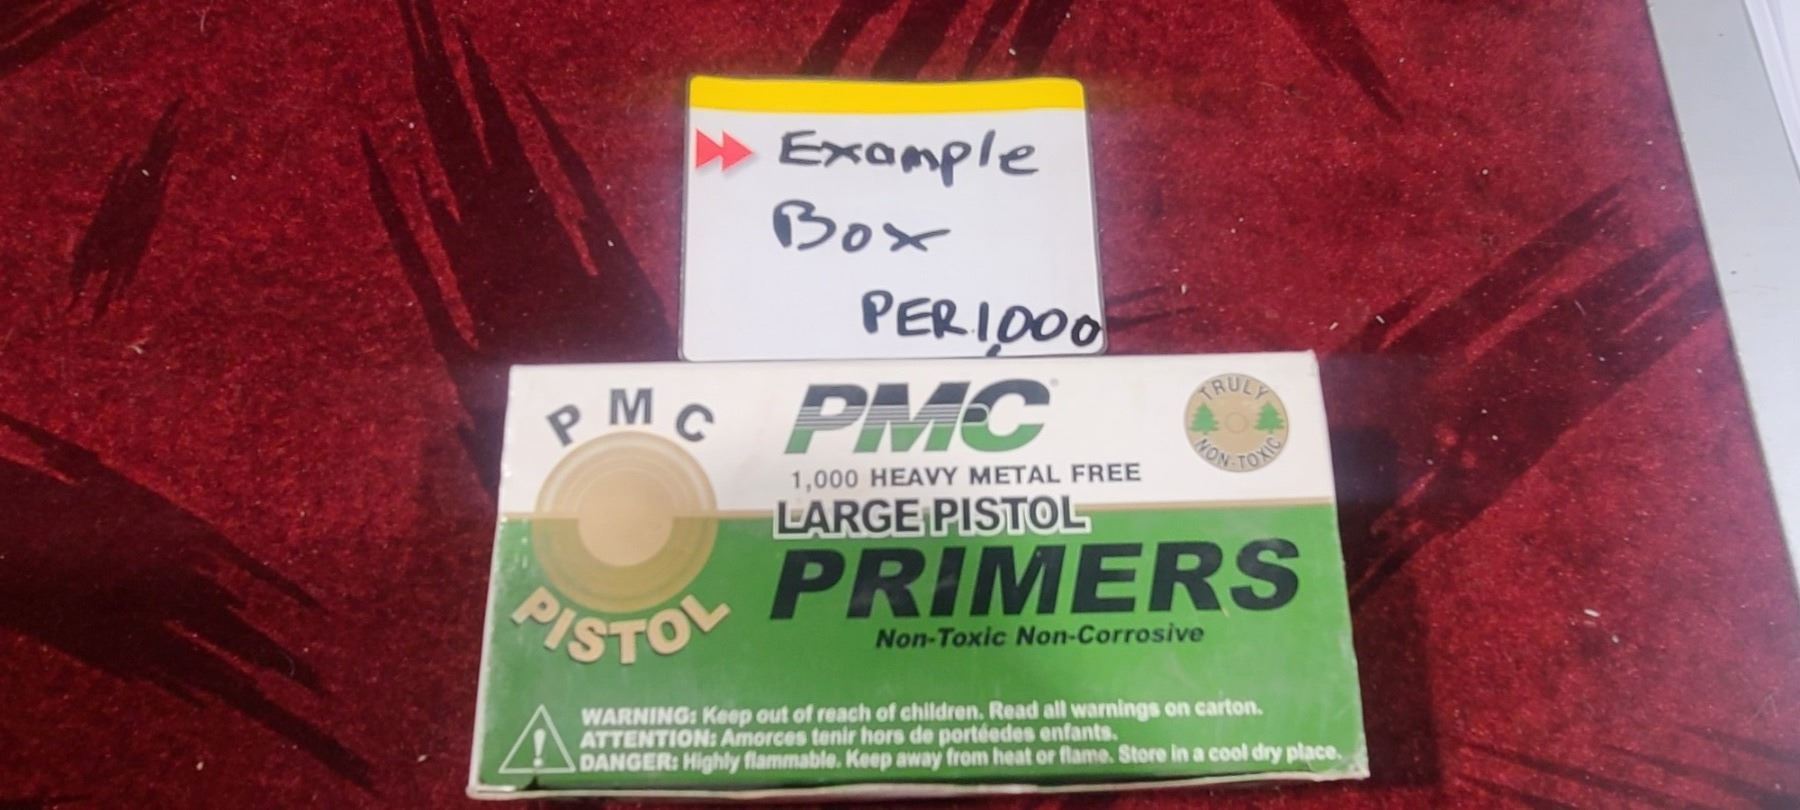 Example
Box
PER 1,000
PMC
PISTOL
PMC
1,000 HEAVY METAL FREE
LARGE PISTOL
PRIMERS
Non-Toxic Non-Corrosive
TRULY
NON-TOXIC
WARNING: Keep out of reach of children. Read all warnings on carton.
ATTENTION: Amorces tenir hors de portéedes enfants.
DANGER: Highly flammable. Keep away from heat or flame. Store in a cool dry place.